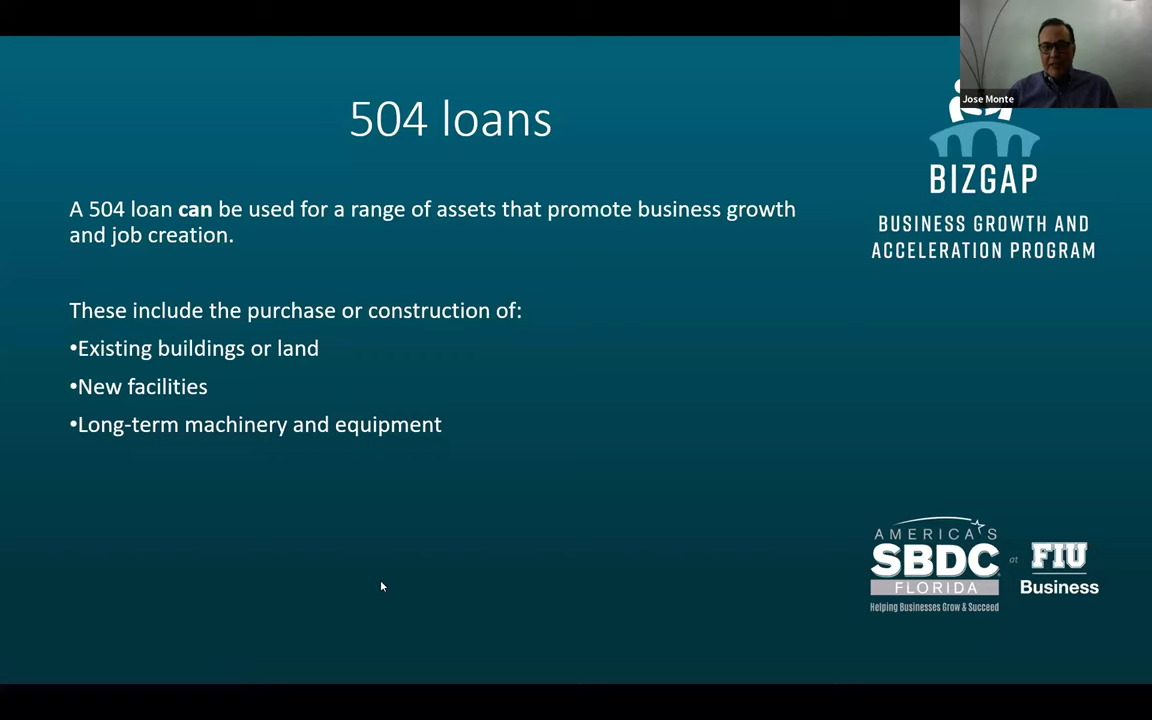 504 loans
A 504 loan can be used for a range of assets that promote business growth
and job creation.
These include the purchase or construction of:
•Existing buildings or land
•New facilities
•Long-term machinery and equipment
Jose Monte
BIZGAP
BUSINESS GROWTH AND
ACCELERATION PROGRAM
AMERICA'S
SBDC
FLORIDA
Helping Businesses Grow & Succeed
at
FIU
Business